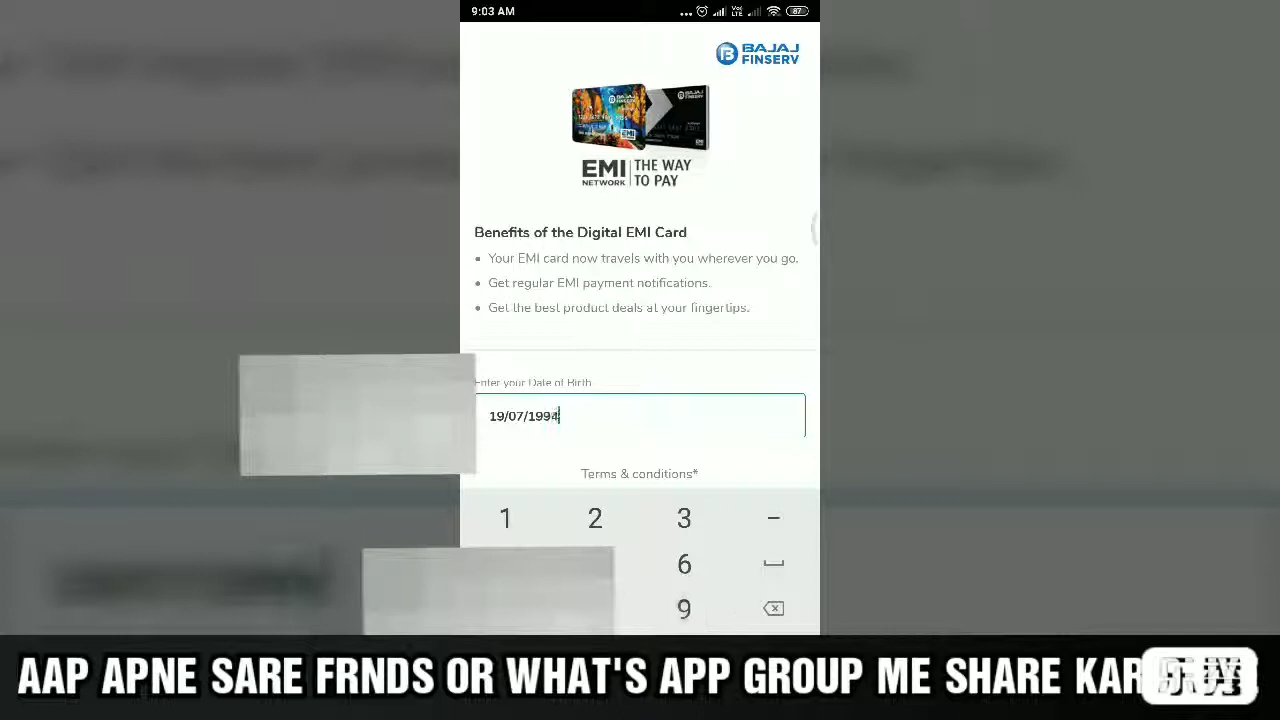 9:03 AM
Vo LTE
87
BAJAJ
FINSERV
EMI
NETWORK
THE WAY
TO PAY
Benefits of the Digital EMI Card
• Your EMI card now travels with you wherever you go.
• Get regular EMI payment notifications.
• Get the best product deals at your fingertips.
Enter your Date of Birth
19/07/1994
Terms & conditions*
1 2 3 –
6
9
AAP APNE SARE FRNDS OR WHAT'S APP GROUP ME SHARE KAR